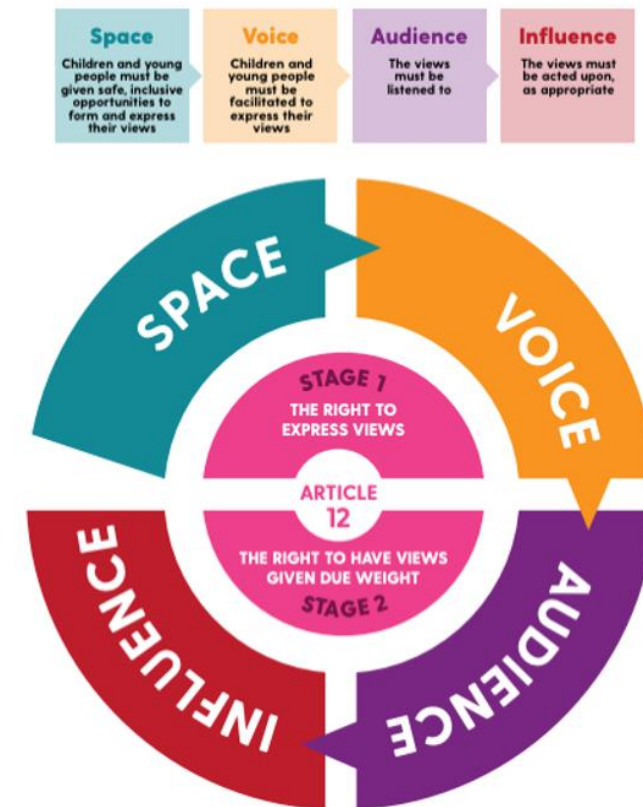 Space
Children and young
people must be
given safe, inclusive
opportunities to
form and express
their views
Voice
Children and
young people
must be
facilitated to
express their
views
Audience
The views
must be
listened to
Influence
The views must
be acted upon,
as appropriate
SPACE
VOICE
STAGE 1
THE RIGHT TO
EXPRESS VIEWS
ARTICLE
12
THE RIGHT TO HAVE VIEWS
GIVEN DUE WEIGHT
STAGE 2
AUDIENCE
INFLUENCE